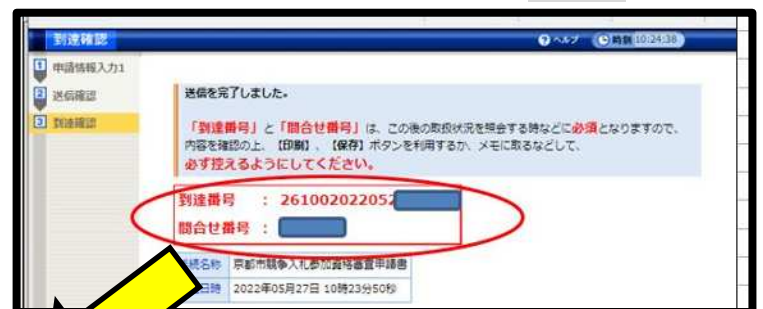 到達確認
ヘルプ 時刻 10:24:38
1 申請情報入力1
2 送信確認
3 到達確認
送信を完了しました。
「到達番号」と「問合せ番号」は、この後の取扱状況を照会する時などに必須となりますので、
内容を確認の上、【印刷】、【保存】ボタンを利用するか、メモに取るなどして、
必ず控えるようにしてください。
到達番号 : 261002022052
問合せ番号 :
続名称 京都市競争入札参加資格審査申請書
日時 2022年05月27日 10時23分50秒